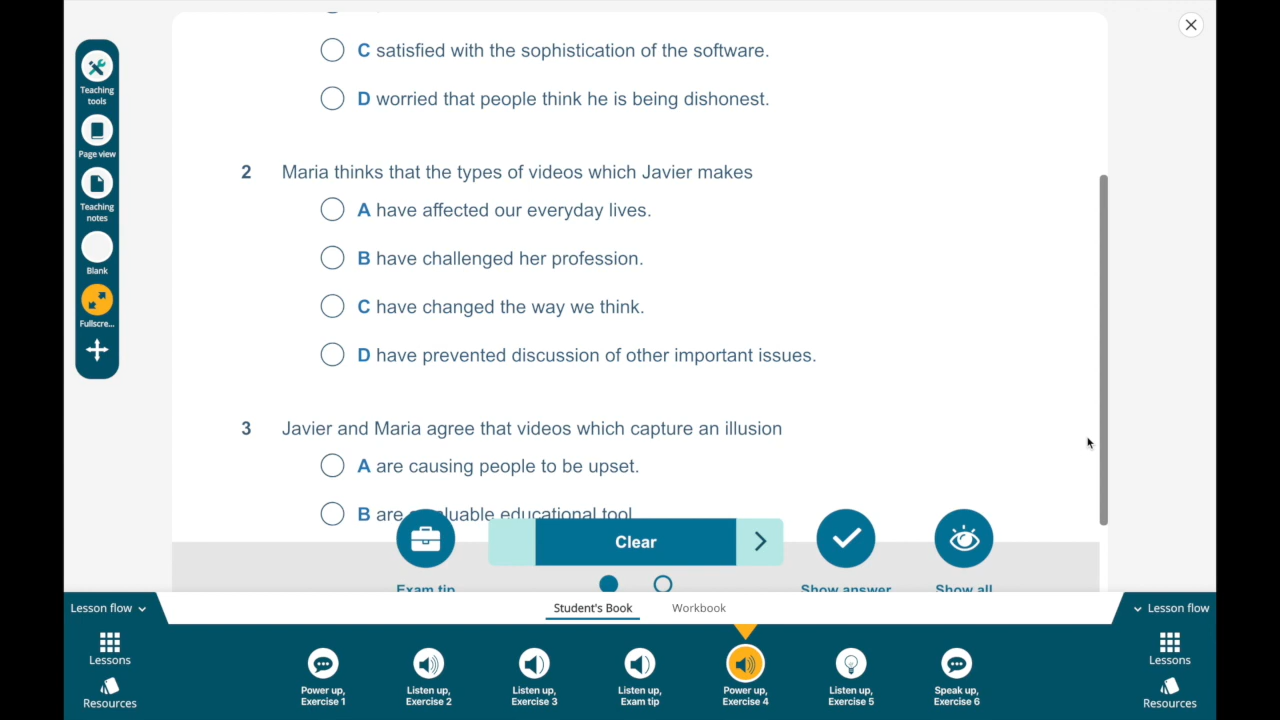 C satisfied with the sophistication of the software.
D worried that people think he is being dishonest.
2 Maria thinks that the types of videos which Javier makes
A have affected our everyday lives.
B have challenged her profession.
C have changed the way we think.
D have prevented discussion of other important issues.
3 Javier and Maria agree that videos which capture an illusion
A are causing people to be upset.
B are educational tool
Teaching
tools
Page view
Teaching
notes
Blank
Fullscre...
Exam tip
Clear
Show answer
Show all
Lesson flow
Student's Book
Workbook
Lesson flow
Lessons
Resources
Power up,
Exercise 1
Listen up,
Exercise 2
Listen up,
Exercise 3
Listen up,
Exam tip
Power up,
Exercise 4
Listen up,
Exercise 5
Speak up,
Exercise 6
Lessons
Resources